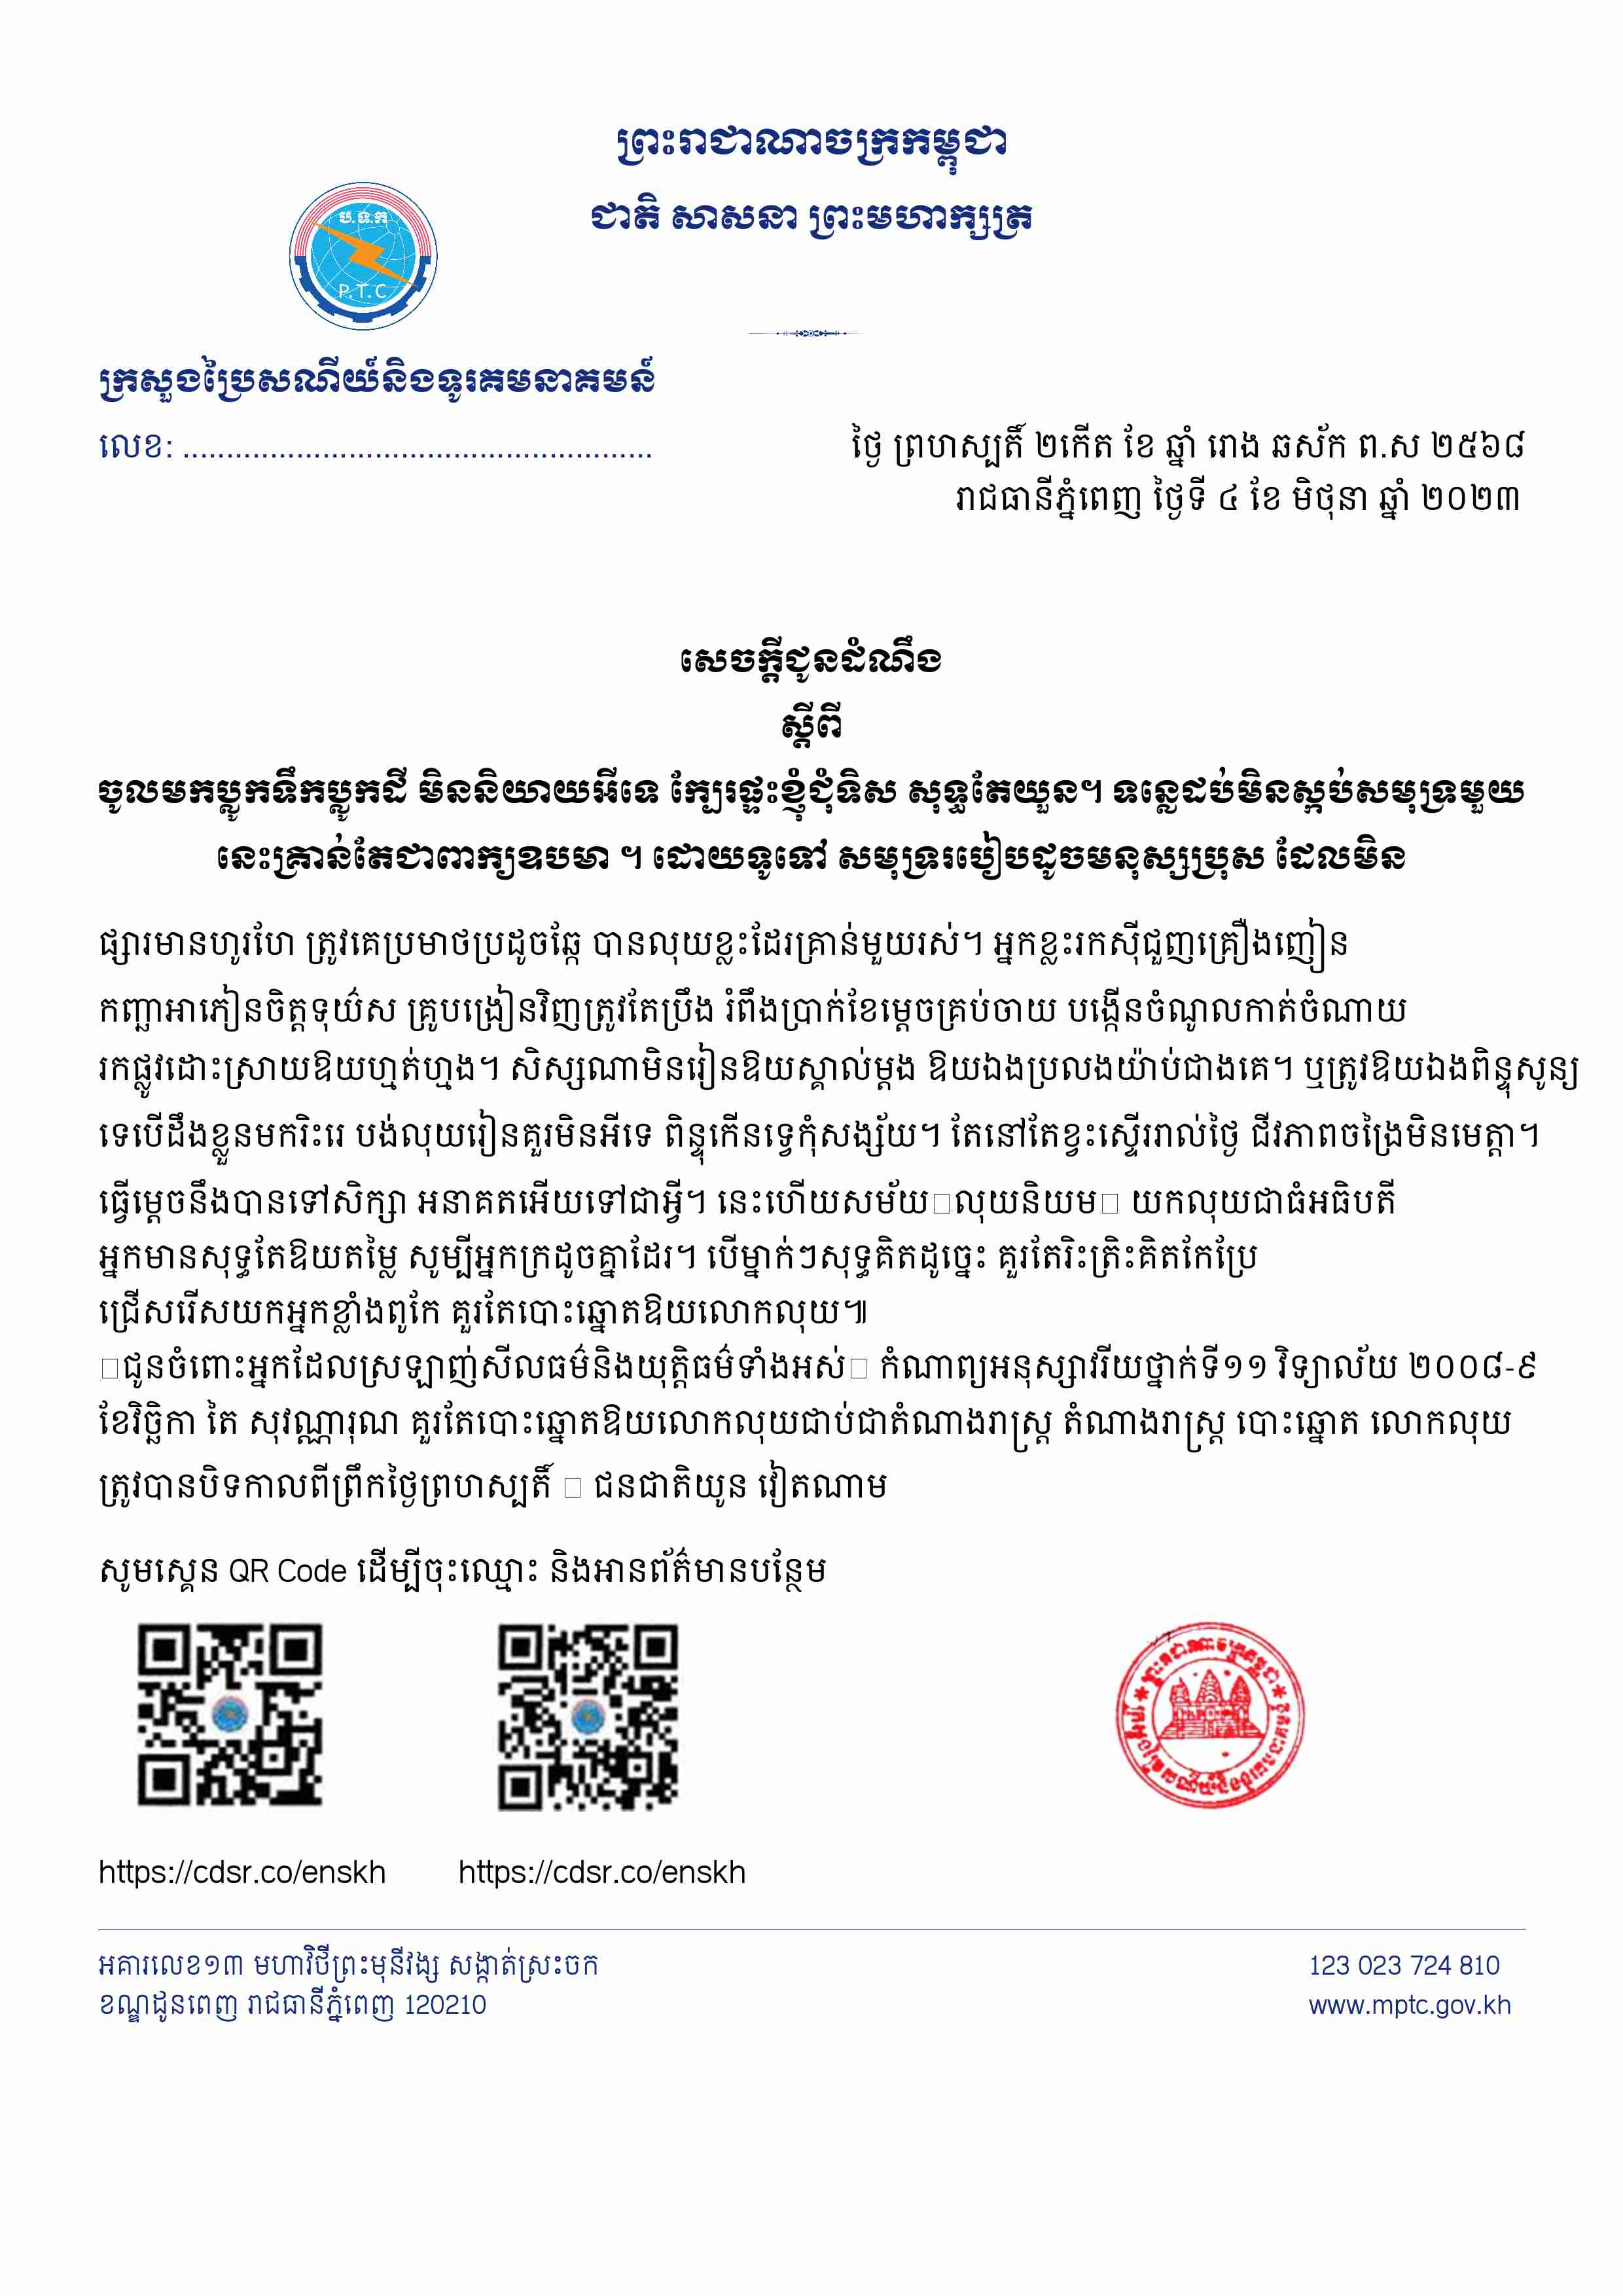 ព្រះរាជាណាចក្រកម្ពុជា
ជាតិ សាសនា ព្រះមហាក្សត្រ
ប.ទ.ក
P.T.C
ក្រសួងប្រៃសណីយ៍និងទូរគមនាគមន៍
លេខ: ......................................................
ថ្ងៃ ព្រហស្បតិ៍ ២កើត ខែ ឆ្នាំ រោង ឆស័ក ព.ស ២៥៦៨
រាជធានីភ្នំពេញ ថ្ងៃទី ៤ ខែ មិថុនា ឆ្នាំ ២០២៣
សេចក្តីជូនដំណឹង
ស្តីពី
ចូលមកប្លូកទឹកប្លូកដី មិននិយាយអីទេ ក្បែរផ្ទះខ្ញុំជុំទិស សុទ្ធតែយួន។ ទន្លេដប់មិនស្កប់សមុទ្រមួយ
នេះគ្រាន់តែជាពាក្យឧបមា ។ ដោយទូទៅ សមុទ្ររបៀបដូចមនុស្សប្រុស ដែលមិន
ផ្សារមានហូរហែ ត្រូវគេប្រមាថប្រដូចឆ្កែ បានលុយខ្លះដែរគ្រាន់មួយរស់។ អ្នកខ្លះរកស៊ីជួញគ្រឿងញៀន
កញ្ឆាអាភៀនចិត្តទុយ៌ស គ្រូបង្រៀនវិញត្រូវតែប្រឹង រំពឹងប្រាក់ខែម្តេចគ្រប់ចាយ បង្កើនចំណូលកាត់ចំណាយ
រកផ្លូវដោះស្រាយឱយហ្មត់ហ្មង។ សិស្សណាមិនរៀនឱយស្គាល់ម្តង ឱយឯងប្រលងយ៉ាប់ជាងគេ។ ឬត្រូវឱយឯងពិន្ទុសូន្យ
ទេបើដឹងខ្លួនមករិះរេ បង់លុយរៀនគួរមិនអីទេ ពិន្ទុកើនទ្វេកុំសង្ស័យ។ តែនៅតែខ្វះស្ទើររាល់ថ្ងៃ ជីវភាពចង្រៃមិនមេត្តា។
ធ្វើម្តេចនឹងបានទៅសិក្សា អនាគតអើយទៅជាអ្វី។ នេះហើយសម័យ□លុយនិយម□ យកលុយជាធំអធិបតី
អ្នកមានសុទ្ធតែឱយតម្លៃ សូម្បីអ្នកក្រដូចគ្នាដែរ។ បើម្នាក់ៗសុទ្ធគិតដូច្នេះ គួរតែរិះត្រិះគិតកែប្រែ
ជ្រើសរើសយកអ្នកខ្លាំងពូកែ គួរតែបោះឆ្នោតឱយលោកលុយ៕
□ជូនចំពោះអ្នកដែលស្រឡាញ់សីលធម៌និងយុត្តិធម៌ទាំងអស់□ កំណាព្យអនុស្សាវរីយថ្នាក់ទី១១ វិទ្យាល័យ ២០០៨-៩
ខែវិច្ឆិកា តៃ សុវណ្ណារុណ គួរតែបោះឆ្នោតឱយលោកលុយជាប់ជាតំណាងរាស្ត្រ តំណាងរាស្ត្រ បោះឆ្នោត លោកលុយ
ត្រូវបានបិទកាលពីព្រឹកថ្ងៃព្រហស្បតិ៍ □ ជនជាតិយួន វៀតណាម
សូមស្គេន QR Code ដើម្បីចុះឈ្មោះ និងអានព័ត៌មានបន្ថែម
https://cdsr.co/enskh https://cdsr.co/enskh
អគារលេខ១៣ មហាវិថីព្រះមុនីវង្ស សង្កាត់ស្រះចក
ខណ្ឌដូនពេញ រាជធានីភ្នំពេញ 120210
123 023 724 810
www.mptc.gov.kh